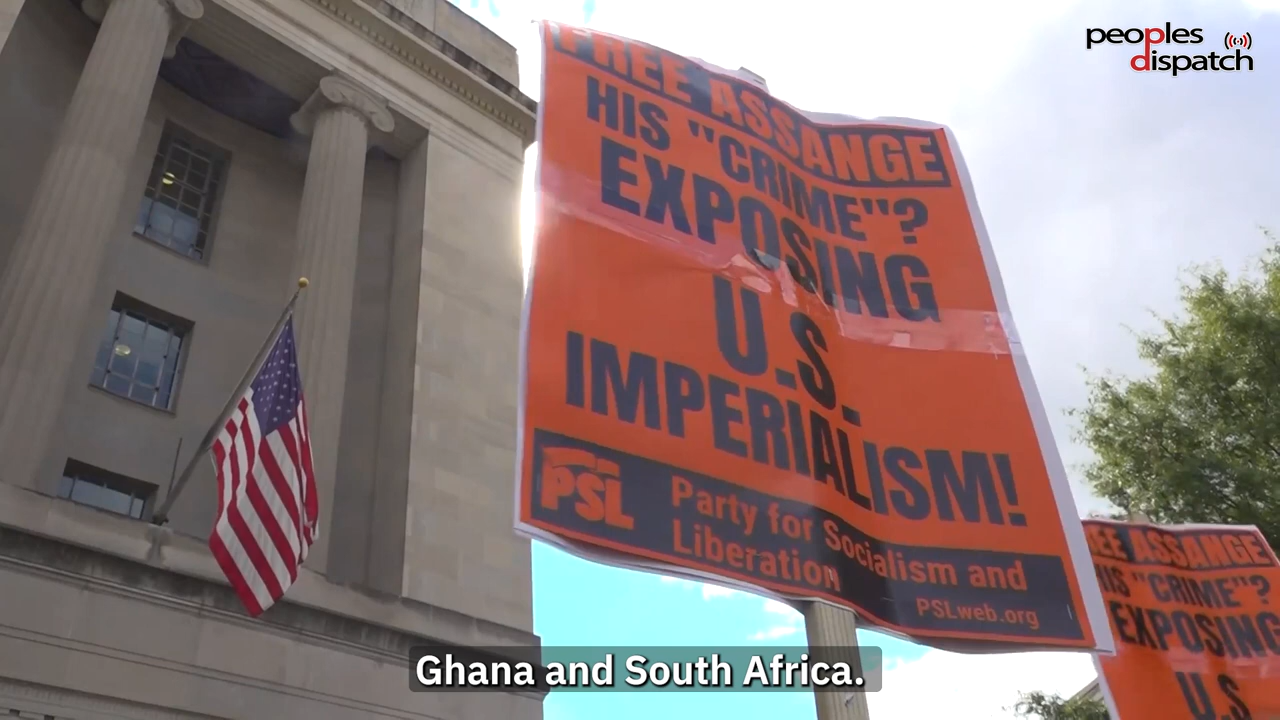 peoples
dispatch
FREE ASSANGE
HIS "CRIME"?
EXPOSING
U.S.
IMPERIALISM!
PSL
Party for Socialism and
Liberation
PSLweb.org
EE ASSANGE
HIS "CRIME"?
EXPOSING
U.S
Ghana and South Africa.